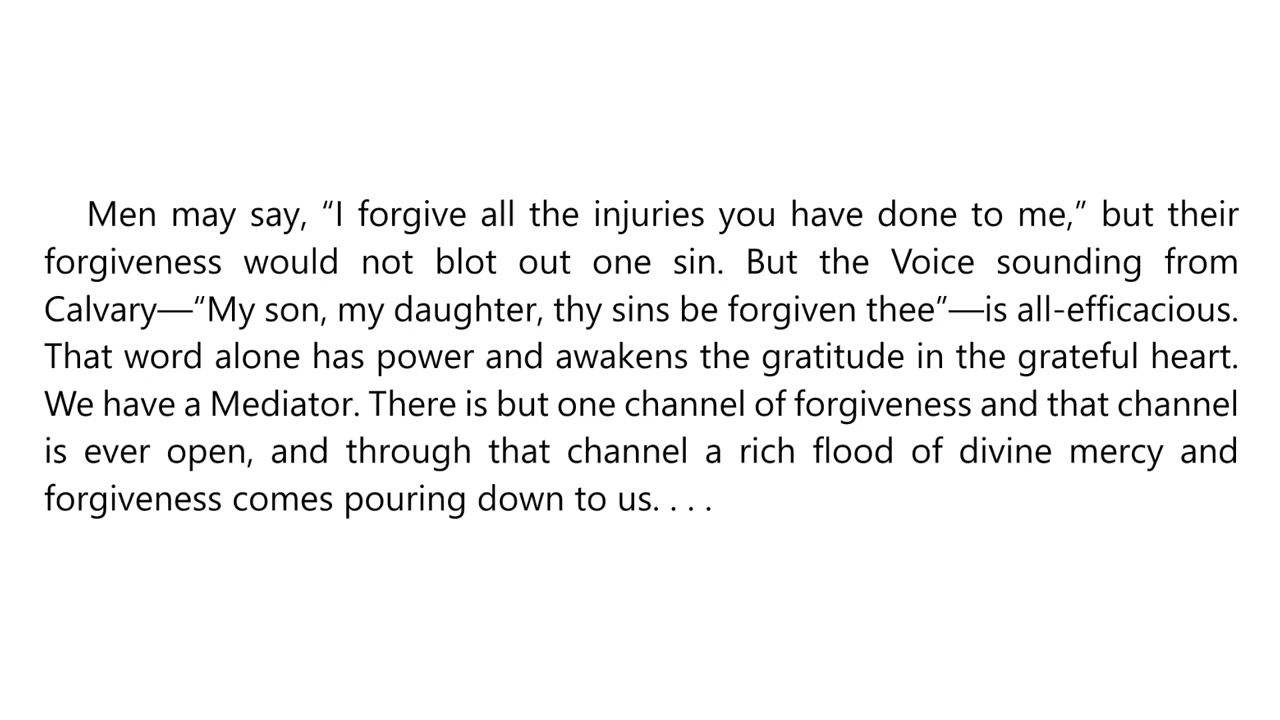 Men may say, “I forgive all the injuries you have done to me,” but their
forgiveness would not blot out one sin. But the Voice sounding from
Calvary—“My son, my daughter, thy sins be forgiven thee”—is all-efficacious.
That word alone has power and awakens the gratitude in the grateful heart.
We have a Mediator. There is but one channel of forgiveness and that channel
is ever open, and through that channel a rich flood of divine mercy and
forgiveness comes pouring down to us. . . .